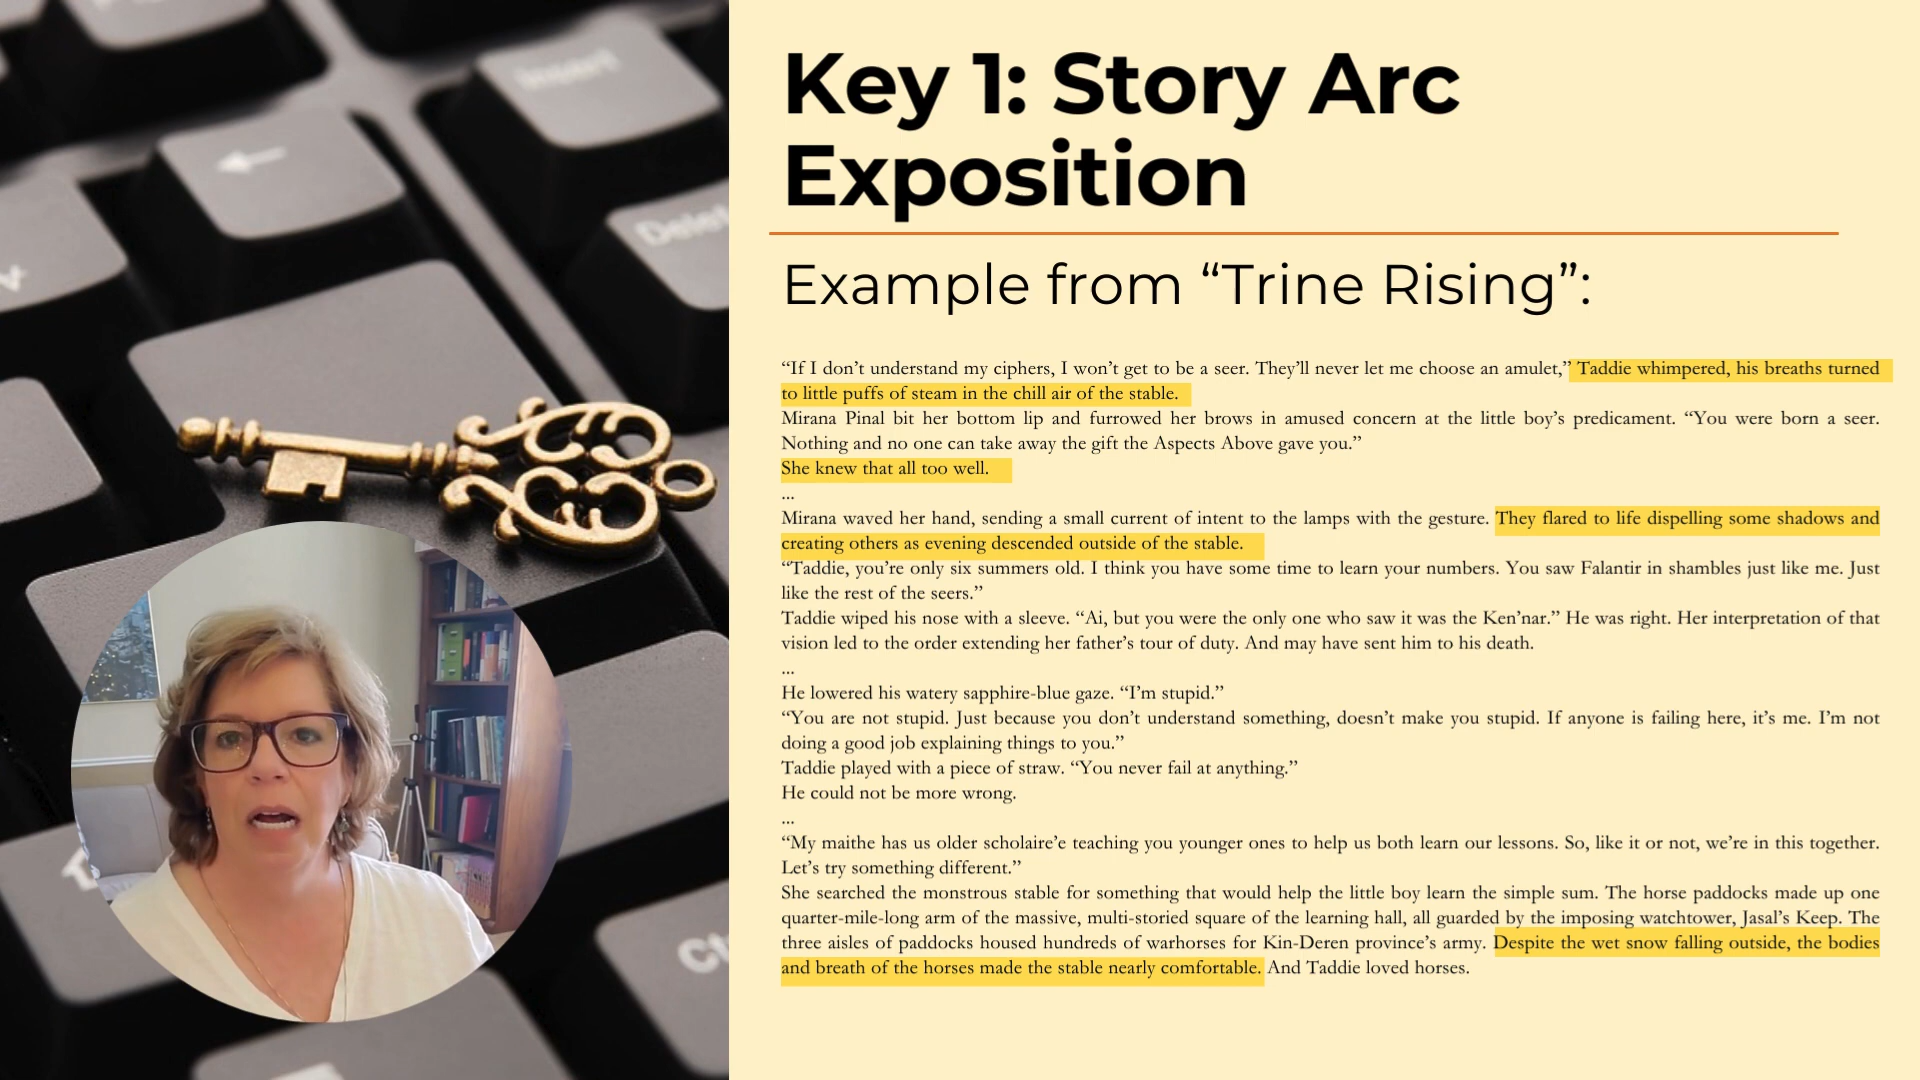 Key 1: Story Arc
Exposition
Example from “Trine Rising”:
“If I don’t understand my ciphers, I won’t get to be a seer. They’ll never let me choose an amulet,” Taddie whimpered, his breaths turned
to little puffs of steam in the chill air of the stable.
Mirana Pinal bit her bottom lip and furrowed her brows in amused concern at the little boy’s predicament. “You were born a seer.
Nothing and no one can take away the gift the Aspects Above gave you.”
She knew that all too well.
...
Mirana waved her hand, sending a small current of intent to the lamps with the gesture. They flared to life dispelling some shadows and
creating others as evening descended outside of the stable.
“Taddie, you’re only six summers old. I think you have some time to learn your numbers. You saw Falantir in shambles just like me. Just
like the rest of the seers.”
Taddie wiped his nose with a sleeve. “Ai, but you were the only one who saw it was the Ken’nar.” He was right. Her interpretation of that
vision led to the order extending her father’s tour of duty. And may have sent him to his death.
...
He lowered his watery sapphire-blue gaze. “I’m stupid.”
“You are not stupid. Just because you don’t understand something, doesn’t make you stupid. If anyone is failing here, it’s me. I’m not
doing a good job explaining things to you.”
Taddie played with a piece of straw. “You never fail at anything.”
He could not be more wrong.
...
“My maithe has us older scholaire’e teaching you younger ones to help us both learn our lessons. So, like it or not, we’re in this together.
Let’s try something different.”
She searched the monstrous stable for something that would help the little boy learn the simple sum. The horse paddocks made up one
quarter-mile-long arm of the massive, multi-storied square of the learning hall, all guarded by the imposing watchtower, Jasal’s Keep. The
three aisles of paddocks housed hundreds of warhorses for Kin-Deren province’s army. Despite the wet snow falling outside, the bodies
and breath of the horses made the stable nearly comfortable. And Taddie loved horses.
insert